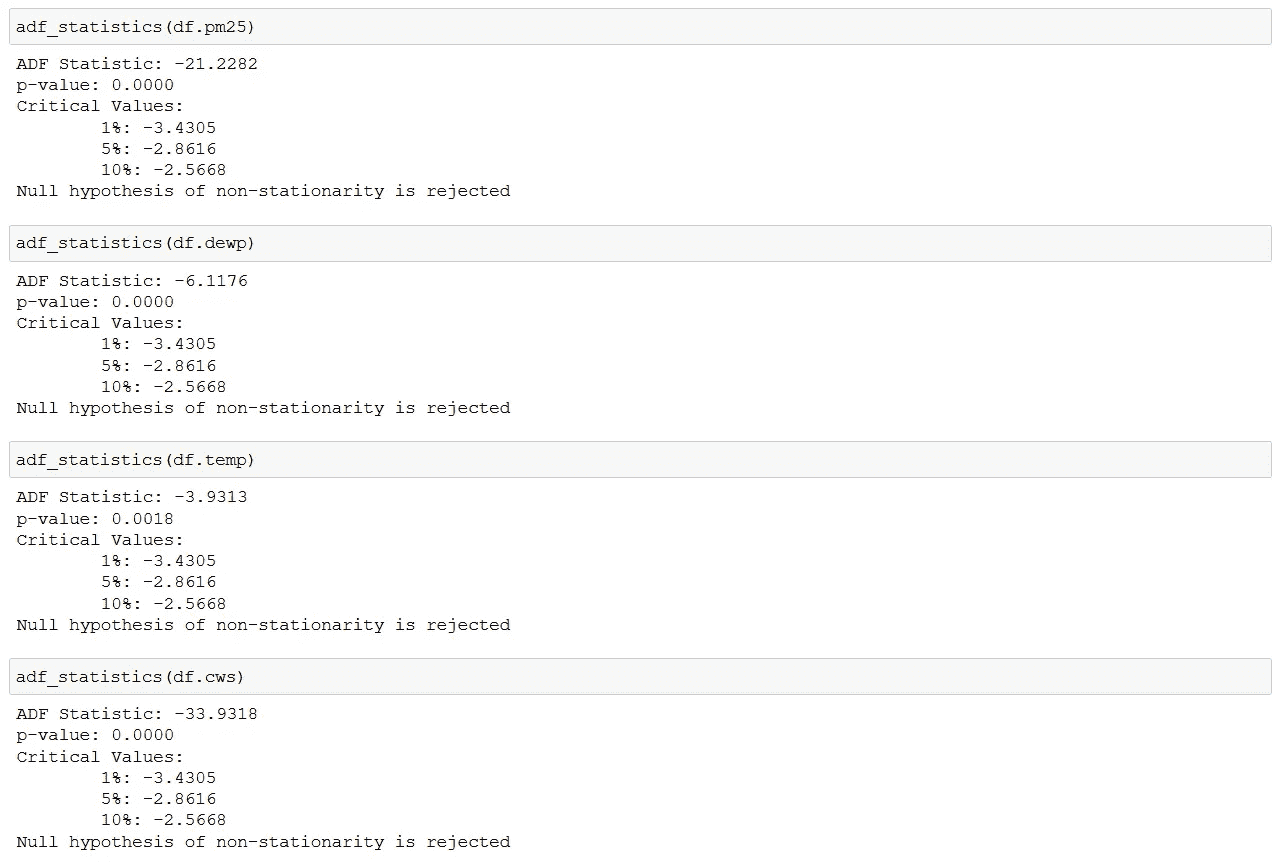 adf_statistics(df.pm25)
ADF Statistic: -21.2282
p-value: 0.0000
Critical Values:
        1%: -3.4305
        5%: -2.8616
        10%: -2.5668
Null hypothesis of non-stationarity is rejected
adf_statistics(df.dewp)
ADF Statistic: -6.1176
p-value: 0.0000
Critical Values:
        1%: -3.4305
        5%: -2.8616
        10%: -2.5668
Null hypothesis of non-stationarity is rejected
adf_statistics(df.temp)
ADF Statistic: -3.9313
p-value: 0.0018
Critical Values:
        1%: -3.4305
        5%: -2.8616
        10%: -2.5668
Null hypothesis of non-stationarity is rejected
adf_statistics(df.cws)
ADF Statistic: -33.9318
p-value: 0.0000
Critical Values:
        1%: -3.4305
        5%: -2.8616
        10%: -2.5668
Null hypothesis of non-stationarity is rejected